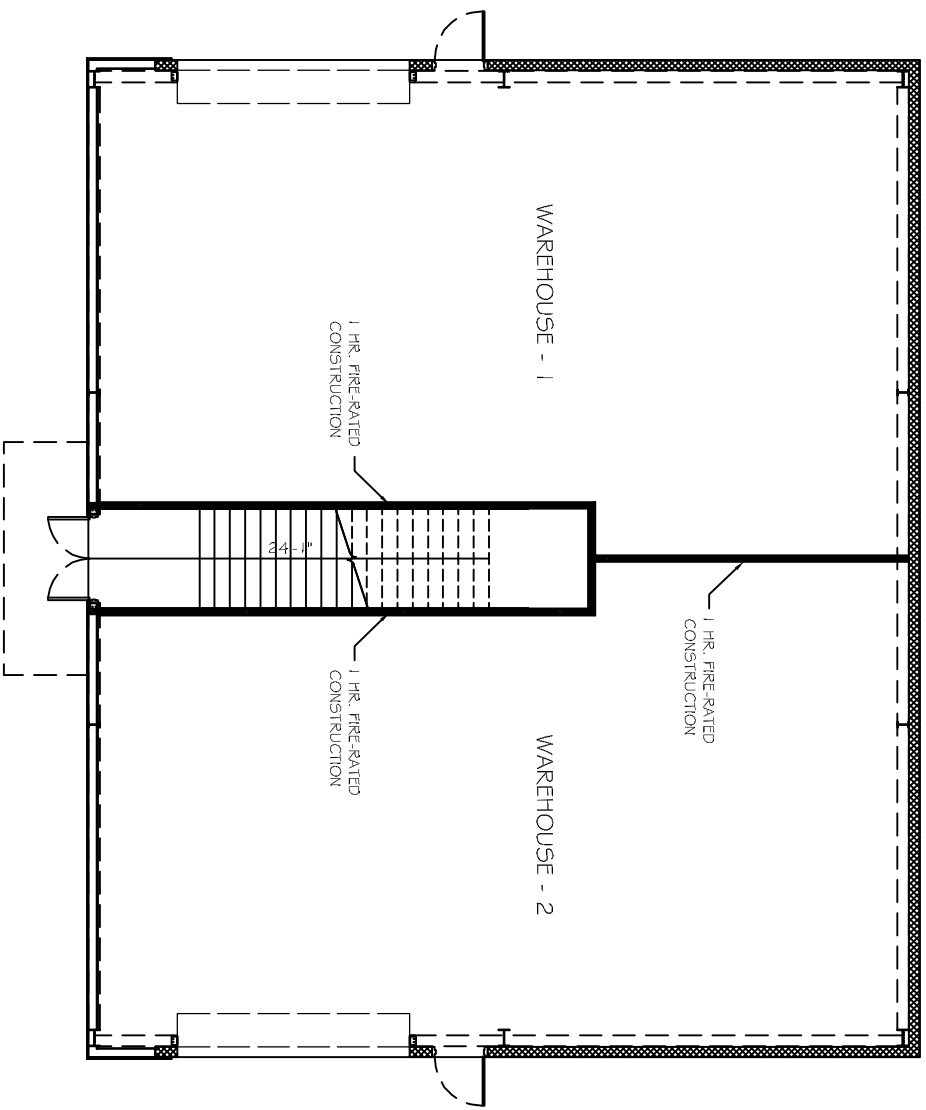 WAREHOUSE - 1
1 HR. FIRE-RATED
CONSTRUCTION
24'-1"
1 HR. FIRE-RATED
CONSTRUCTION
1 HR. FIRE-RATED
CONSTRUCTION
WAREHOUSE - 2